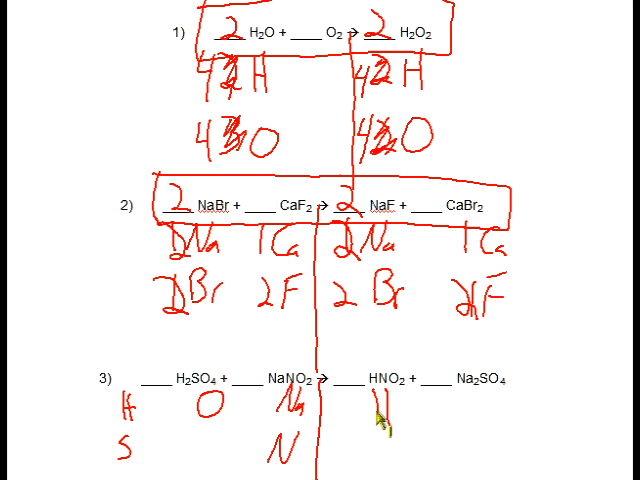 1) 2 H2O + ____ O2 → 2 H2O2
4 H 4 H
4 O 4 O
2) 2 NaBr + ____ CaF2 → 2 NaF + ____ CaBr2
2 Na 1 Ca 2 Na 1 Ca
2 Br 2 F 2 Br 2 F
3) ____ H2SO4 + ____ NaNO2 → ____ HNO2 + ____ Na2SO4
H O Na H
S N